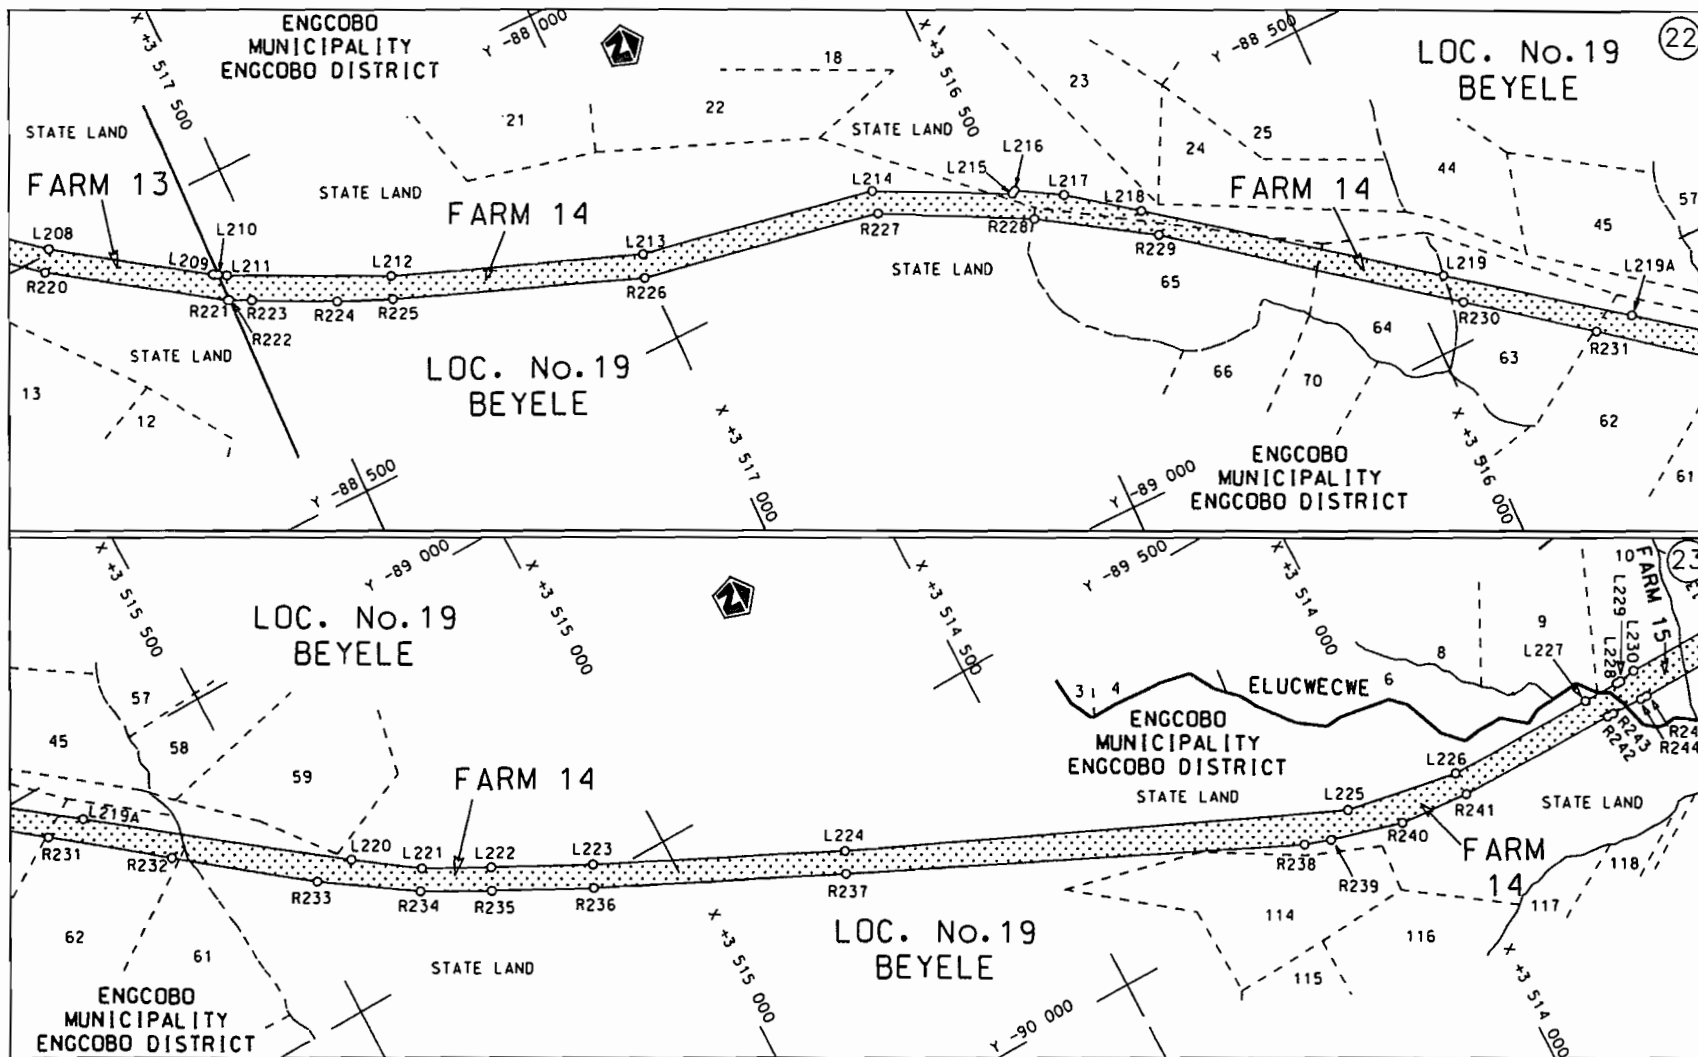 ENGCOBO
MUNICIPALITY
ENGCOBO DISTRICT
X +3 517 500
Y -88 000
X +3 516 500
Y -88 500
LOC. No.19
BEYELE
22
STATE LAND
FARM 13
STATE LAND
FARM 14
21
22
18
STATE LAND
23
24
25
44
45
57
FARM 14
L208
L209
L210
L211
L212
L213
L214
L215
L216
L217
L218
L219
L219A
R220
R221
R222
R223
R224
R225
R226
R227
R228
R229
R230
R231
STATE LAND
STATE LAND
13
12
LOC. No.19
BEYELE
65
66
70
64
63
62
61
Y -88 500
X +3 517 000
Y -89 000
X +3 916 000
ENGCOBO
MUNICIPALITY
ENGCOBO DISTRICT
X +3 515 500
Y -89 000
X +3 515 000
X +3 514 500
Y -89 500
X +3 514 000
23
LOC. No.19
BEYELE
10
FARM 15
L229
L230
L228
L227
9
8
6
3
4
ELUCWECWE
ENGCOBO
MUNICIPALITY
ENGCOBO DISTRICT
STATE LAND
57
58
45
59
FARM 14
L219A
L220
L221
L222
L223
L224
L225
L226
R231
R232
R233
R234
R235
R236
R237
R238
R239
R240
R241
R242
R243
R244
STATE LAND
FARM
14
118
117
116
114
115
62
61
STATE LAND
LOC. No.19
BEYELE
ENGCOBO
MUNICIPALITY
ENGCOBO DISTRICT
X +3 515 000
Y -90 000
X +3 514 000